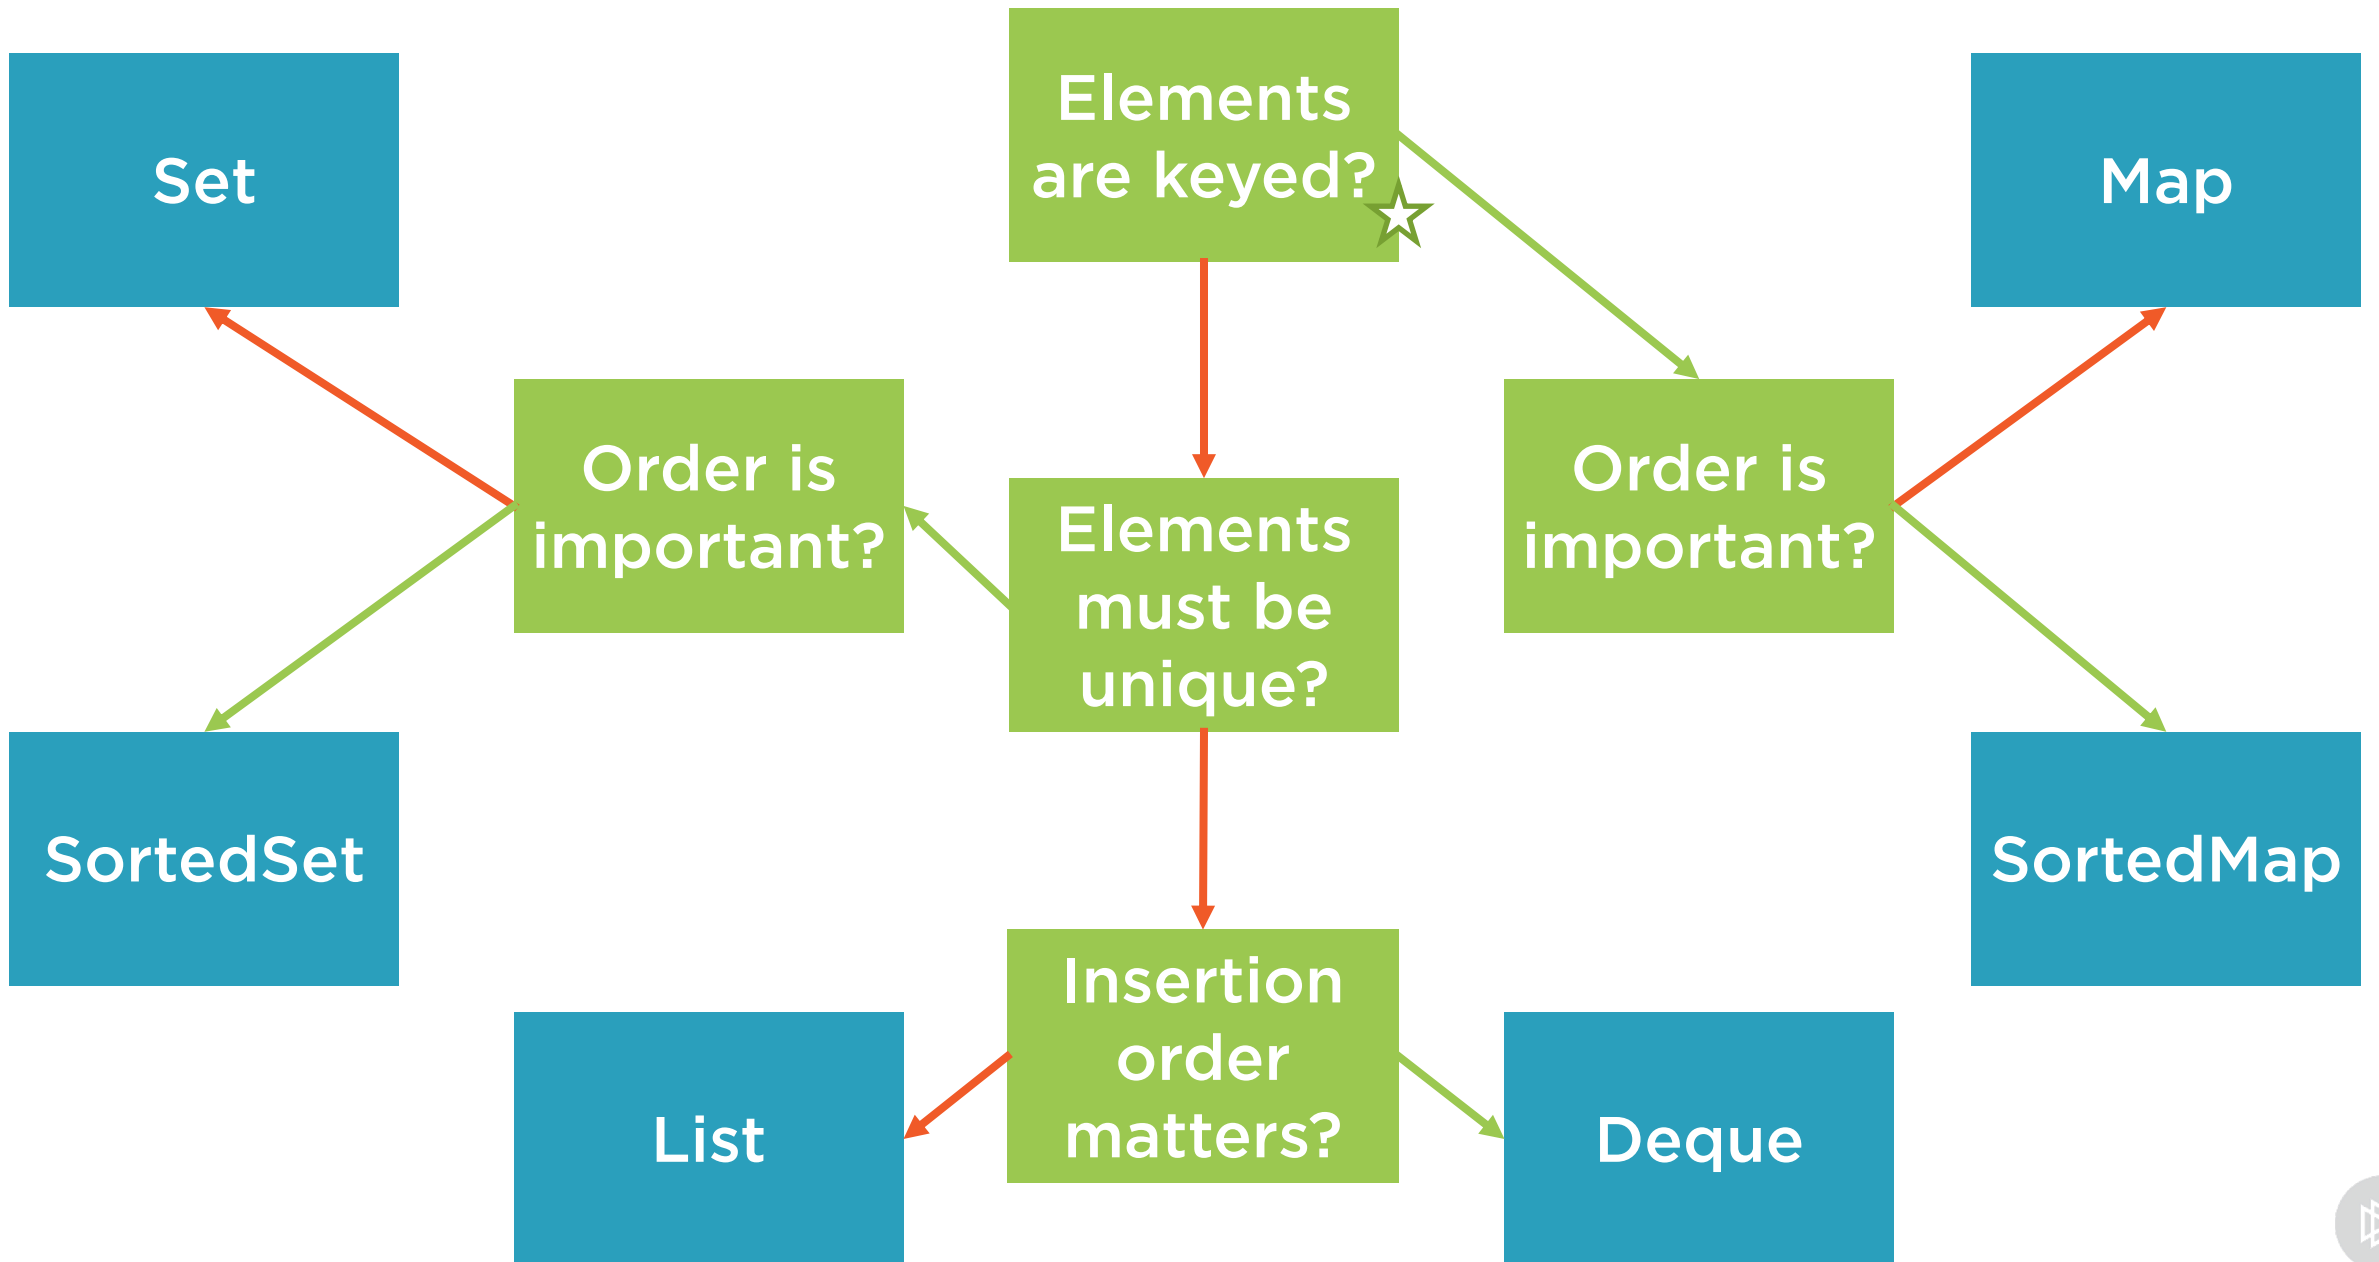 Elements
are keyed?
Set
Map
Order is
important?
Order is
important?
Elements
must be
unique?
SortedSet
SortedMap
Insertion
order
matters?
List
Deque